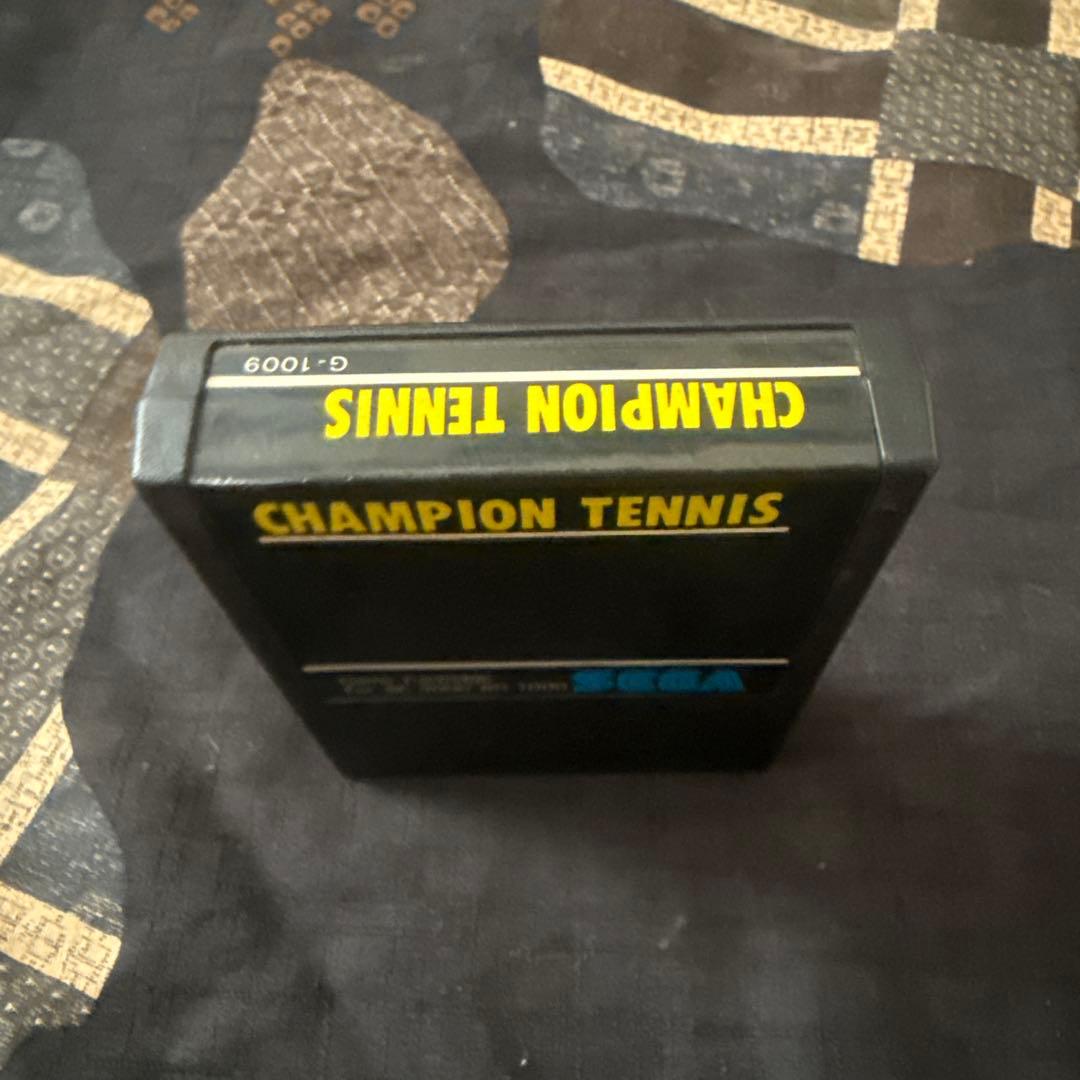 G-1009
CHAMPION TENNIS
CHAMPION TENNIS
SEGA